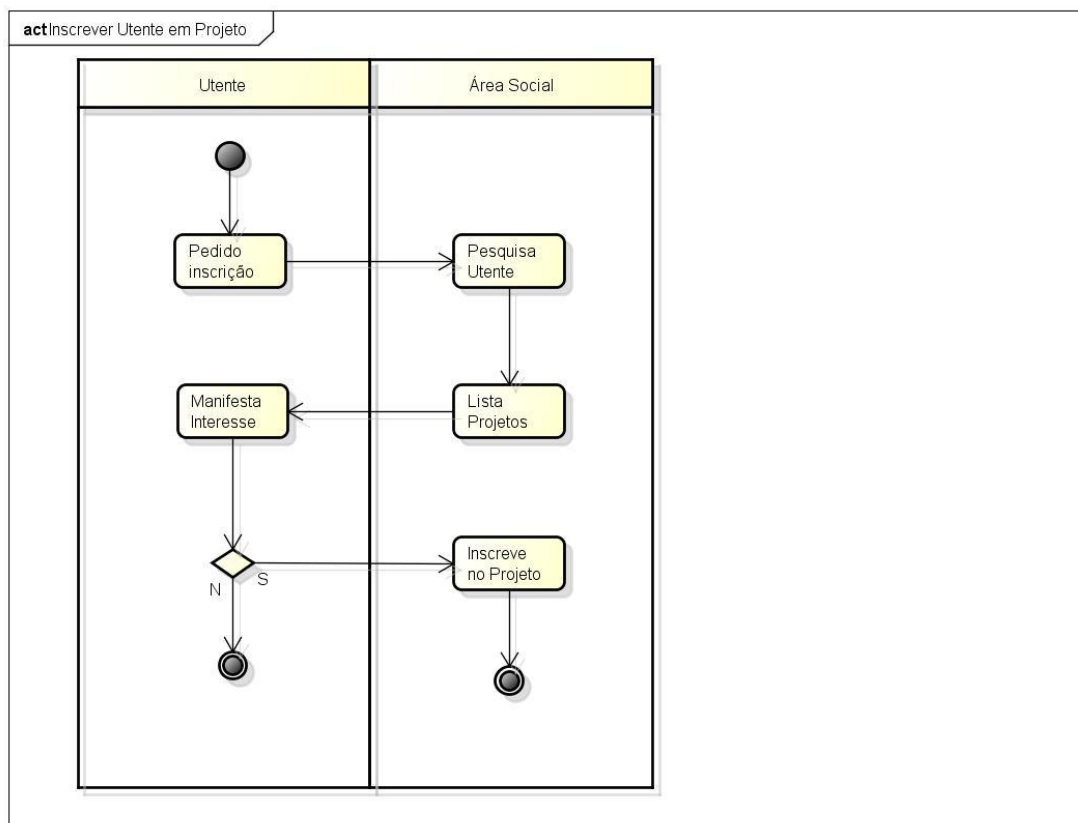 act Inscrever Utente em Projeto
Utente
Área Social
Pedido
inscrição
Pesquisa
Utente
Manifesta
Interesse
Lista
Projetos
Inscreve
no Projeto
S
N